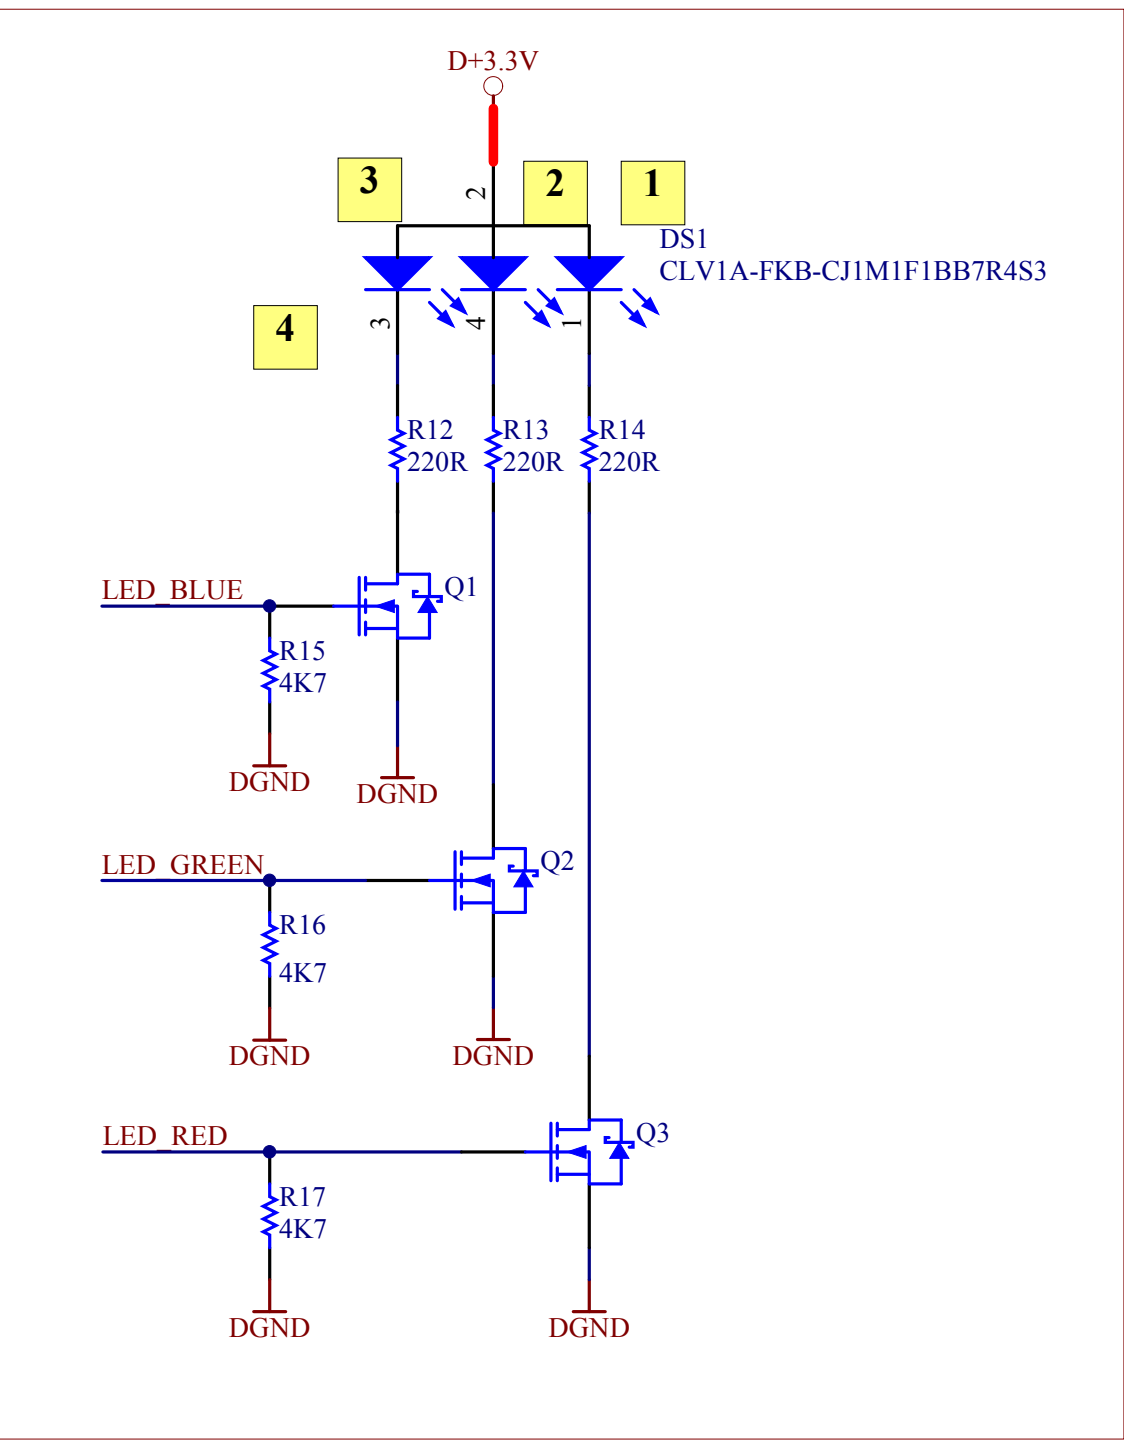 D+3.3V
3
2
2
1
DS1
CLV1A-FKB-CJ1M1F1BB7R4S3
4
3
4
1
R12
220R
R13
220R
R14
220R
LED_BLUE
Q1
R15
4K7
DGND
DGND
LED_GREEN
Q2
R16
4K7
DGND
DGND
LED_RED
Q3
R17
4K7
DGND
DGND